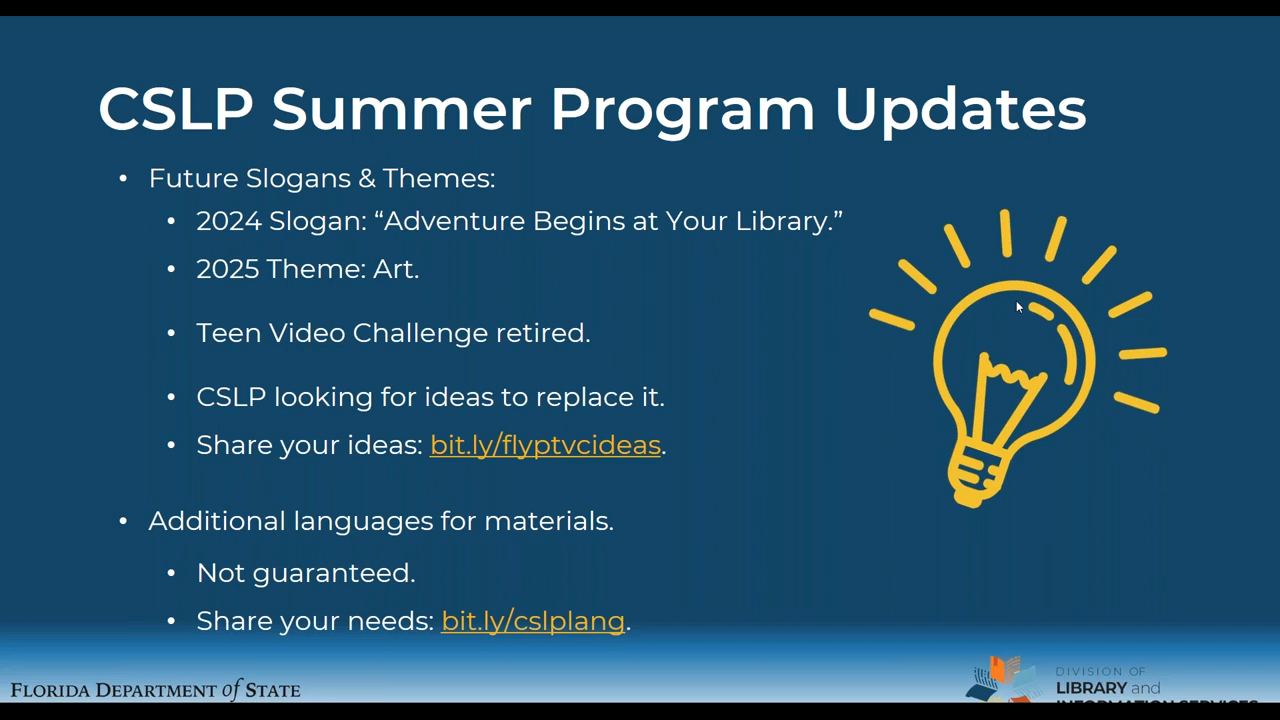 CSLP Summer Program Updates
• Future Slogans & Themes:
• 2024 Slogan: “Adventure Begins at Your Library.”
• 2025 Theme: Art.
• Teen Video Challenge retired.
• CSLP looking for ideas to replace it.
• Share your ideas: bit.ly/flyptvcideas.
• Additional languages for materials.
• Not guaranteed.
• Share your needs: bit.ly/cslplang.
FLORIDA DEPARTMENT of STATE
DIVISION OF
LIBRARY and
INFORMATION SERVICES